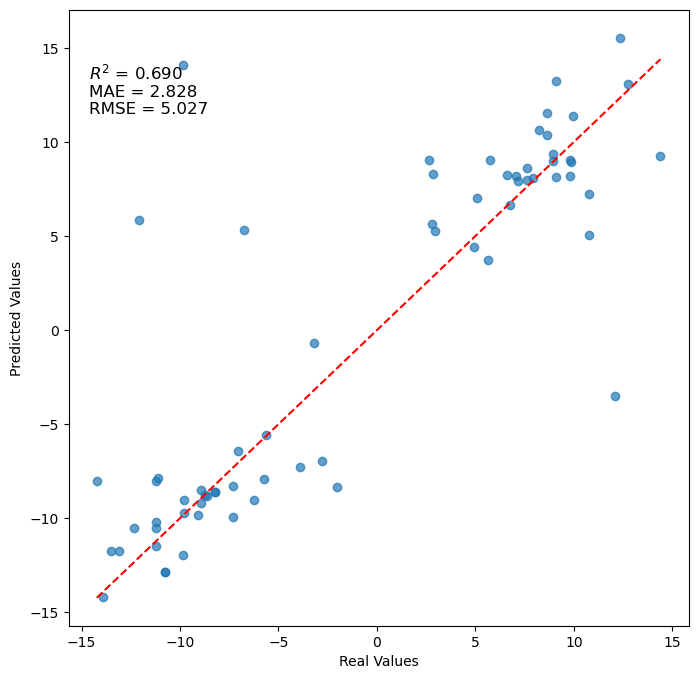 15
10
5
0
−5
−10
−15
R² = 0.690
MAE = 2.828
RMSE = 5.027
Predicted Values
−15 −10 −5 0 5 10 15
Real Values